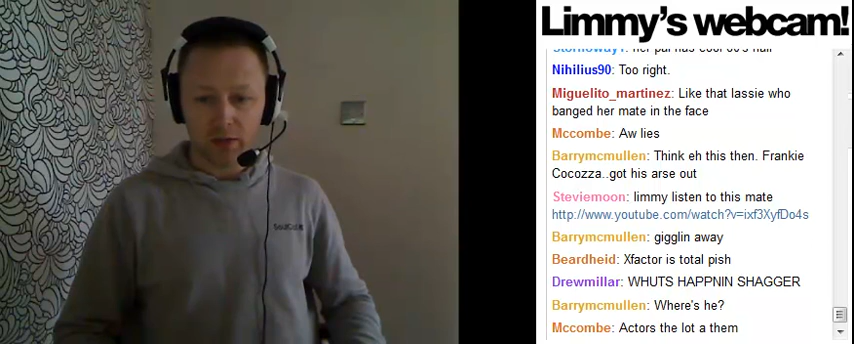 Limmy's webcam!
Nihilius90: Too right.
Miguelito_martinez: Like that lassie who
banged her mate in the face
Mccombe: Aw lies
Barrymcmullen: Think eh this then. Frankie
Cocozza..got his arse out
Steviemoon: limmy listen to this mate
http://www.youtube.com/watch?v=ixf3XyfDo4s
Barrymcmullen: gigglin away
Beardheid: Xfactor is total pish
Drewmillar: WHUTS HAPPNIN SHAGGER
Barrymcmullen: Where's he?
Mccombe: Actors the lot a them